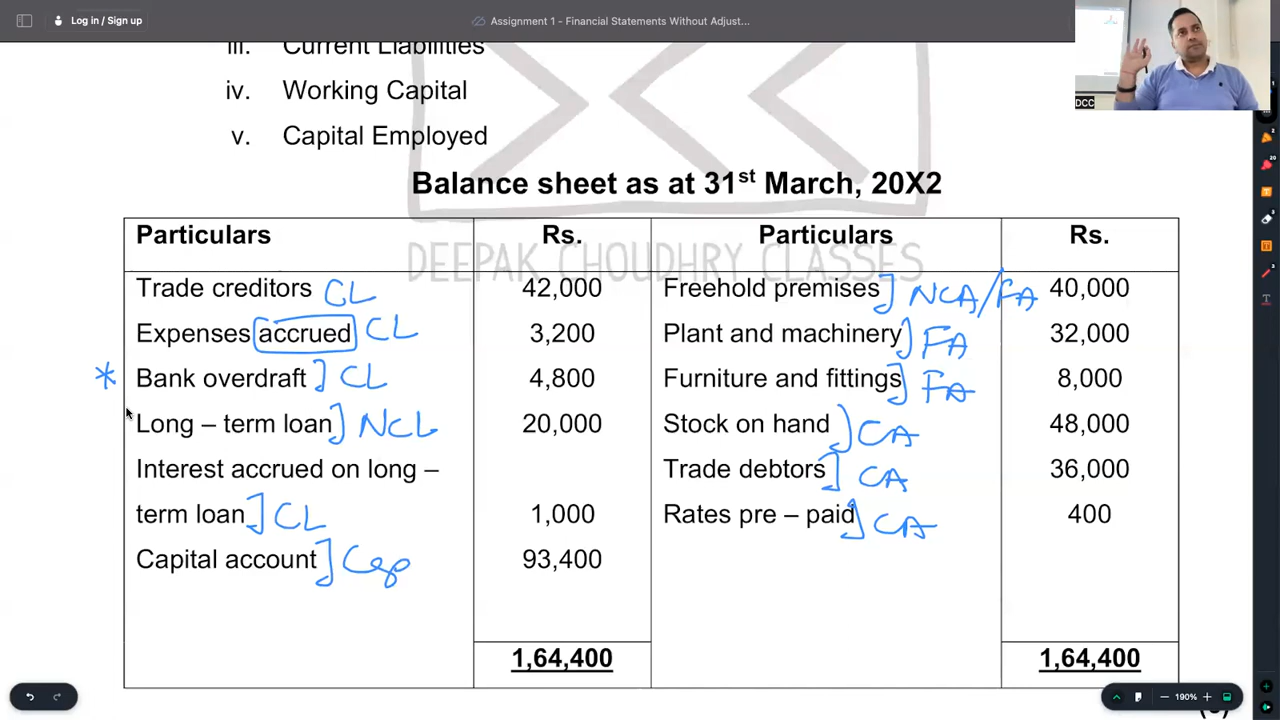 Log in / Sign up
Assignment 1 - Financial Statements Without Adjust...
DCC
iii. Current Liabilities
iv. Working Capital
v. Capital Employed
Balance sheet as at 31st March, 20X2
DEEPAK CHOUDHRY CLASSES
Particulars Rs. Particulars Rs.
Trade creditors CL 42,000 Freehold premises NCA/FA 40,000
Expenses accrued CL 3,200 Plant and machinery FA 32,000
* Bank overdraft CL 4,800 Furniture and fittings FA 8,000
Long – term loan NCL 20,000 Stock on hand CA 48,000
Interest accrued on long – Trade debtors CA 36,000
term loan CL 1,000 Rates pre – paid CA 400
Capital account Cap 93,400
1,64,400 1,64,400
190%